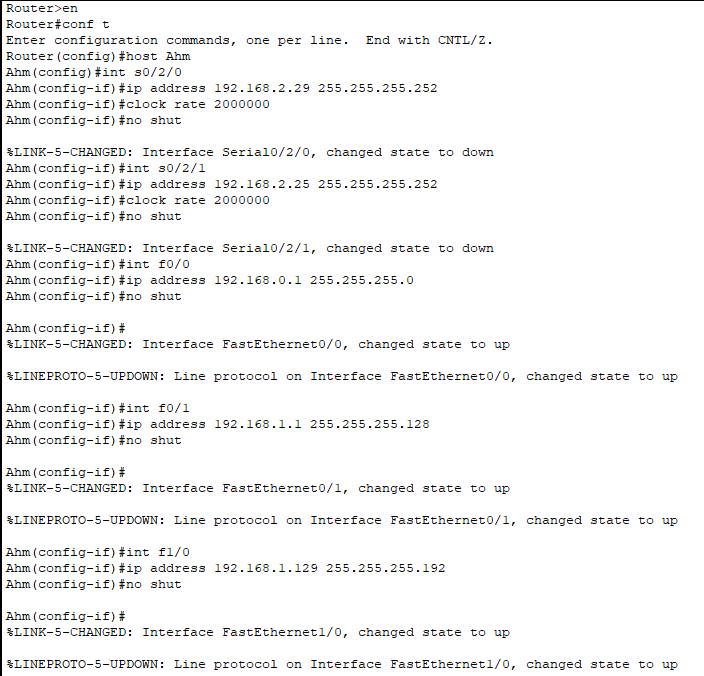 Router>en
Router#conf t
Enter configuration commands, one per line.  End with CNTL/Z.
Router(config)#host Ahm
Ahm(config)#int s0/2/0
Ahm(config-if)#ip address 192.168.2.29 255.255.255.252
Ahm(config-if)#clock rate 2000000
Ahm(config-if)#no shut
%LINK-5-CHANGED: Interface Serial0/2/0, changed state to down
Ahm(config-if)#int s0/2/1
Ahm(config-if)#ip address 192.168.2.25 255.255.255.252
Ahm(config-if)#clock rate 2000000
Ahm(config-if)#no shut
%LINK-5-CHANGED: Interface Serial0/2/1, changed state to down
Ahm(config-if)#int f0/0
Ahm(config-if)#ip address 192.168.0.1 255.255.255.0
Ahm(config-if)#no shut
Ahm(config-if)#
%LINK-5-CHANGED: Interface FastEthernet0/0, changed state to up
%LINEPROTO-5-UPDOWN: Line protocol on Interface FastEthernet0/0, changed state to up
Ahm(config-if)#int f0/1
Ahm(config-if)#ip address 192.168.1.1 255.255.255.128
Ahm(config-if)#no shut
Ahm(config-if)#
%LINK-5-CHANGED: Interface FastEthernet0/1, changed state to up
%LINEPROTO-5-UPDOWN: Line protocol on Interface FastEthernet0/1, changed state to up
Ahm(config-if)#int f1/0
Ahm(config-if)#ip address 192.168.1.129 255.255.255.192
Ahm(config-if)#no shut
Ahm(config-if)#
%LINK-5-CHANGED: Interface FastEthernet1/0, changed state to up
%LINEPROTO-5-UPDOWN: Line protocol on Interface FastEthernet1/0, changed state to up